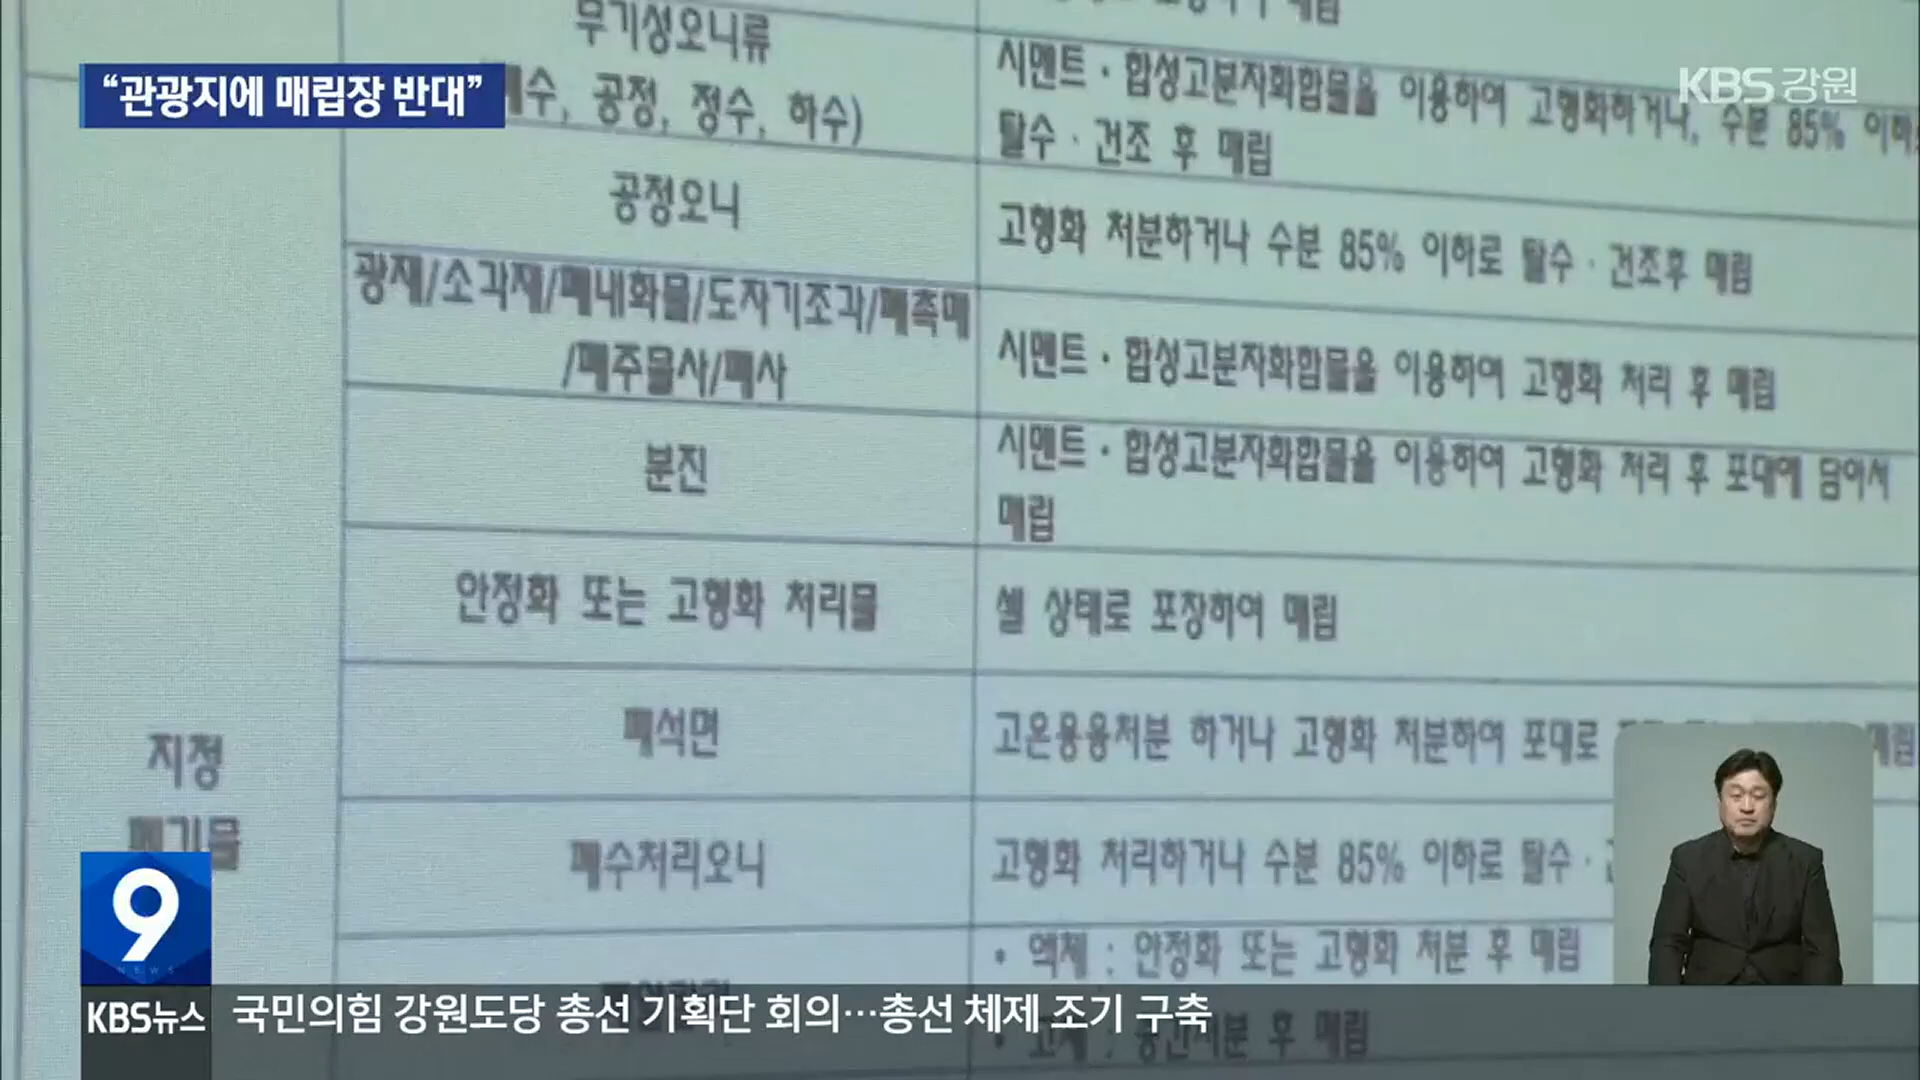 “관광지에 매립장 반대”
KBS 강원
무기성오니류
수, 공정, 정수, 하수)
시멘트·합성고분자화합물을 이용하여 고형화하거나, 수분 85%
탈수·건조 후 매립
공정오니
고형화 처분하거나 수분 85% 이하로 탈수·건조후 매립
광재/소각재/폐내화물/도자기조각/폐촉매
/폐주물사/폐사
시멘트·합성고분자화합물을 이용하여 고형화 처리 후 매립
분진
시멘트·합성고분자화합물을 이용하여 고형화 처리 후 포대에 담아서
매립
안정화 또는 고형화 처리물
셀 상태로 포장하여 매립
지정
폐기물
폐석면
고온용융처분 하거나 고형화 처분하여 포대로
매립
폐수처리오니
고형화 처리하거나 수분 85% 이하로 탈수·
* 액체 : 안정화 또는 고형화 처분 후 매립
후 매립
9
NEWS
KBS뉴스
국민의힘 강원도당 총선 기획단 회의…총선 체제 조기 구축